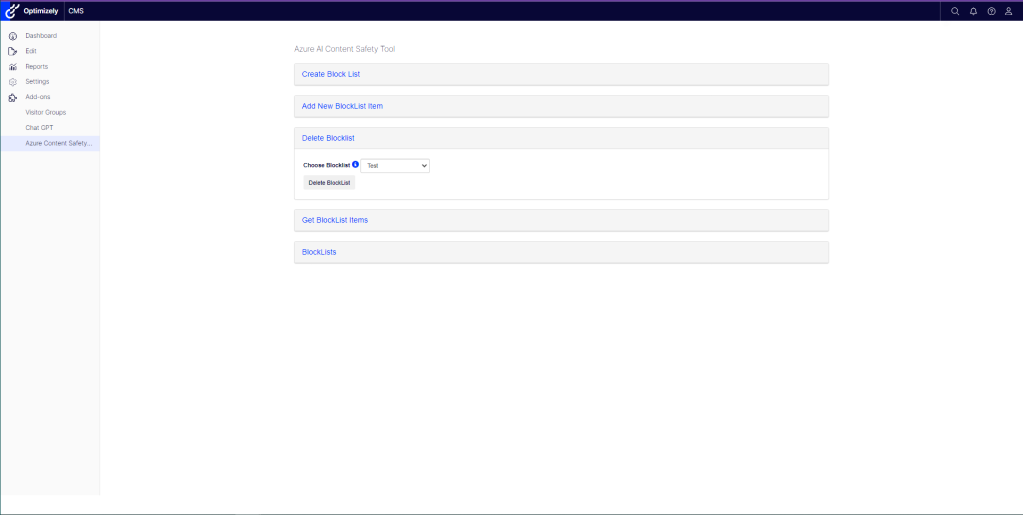 Optimizely CMS
Dashboard
Edit
Reports
Settings
Add-ons
Visitor Groups
Chat GPT
Azure Content Safety...
Azure AI Content Safety Tool
Create Block List
Add New BlockList Item
Delete Blocklist
Choose Blocklist Test
Delete BlockList
Get BlockList Items
BlockLists